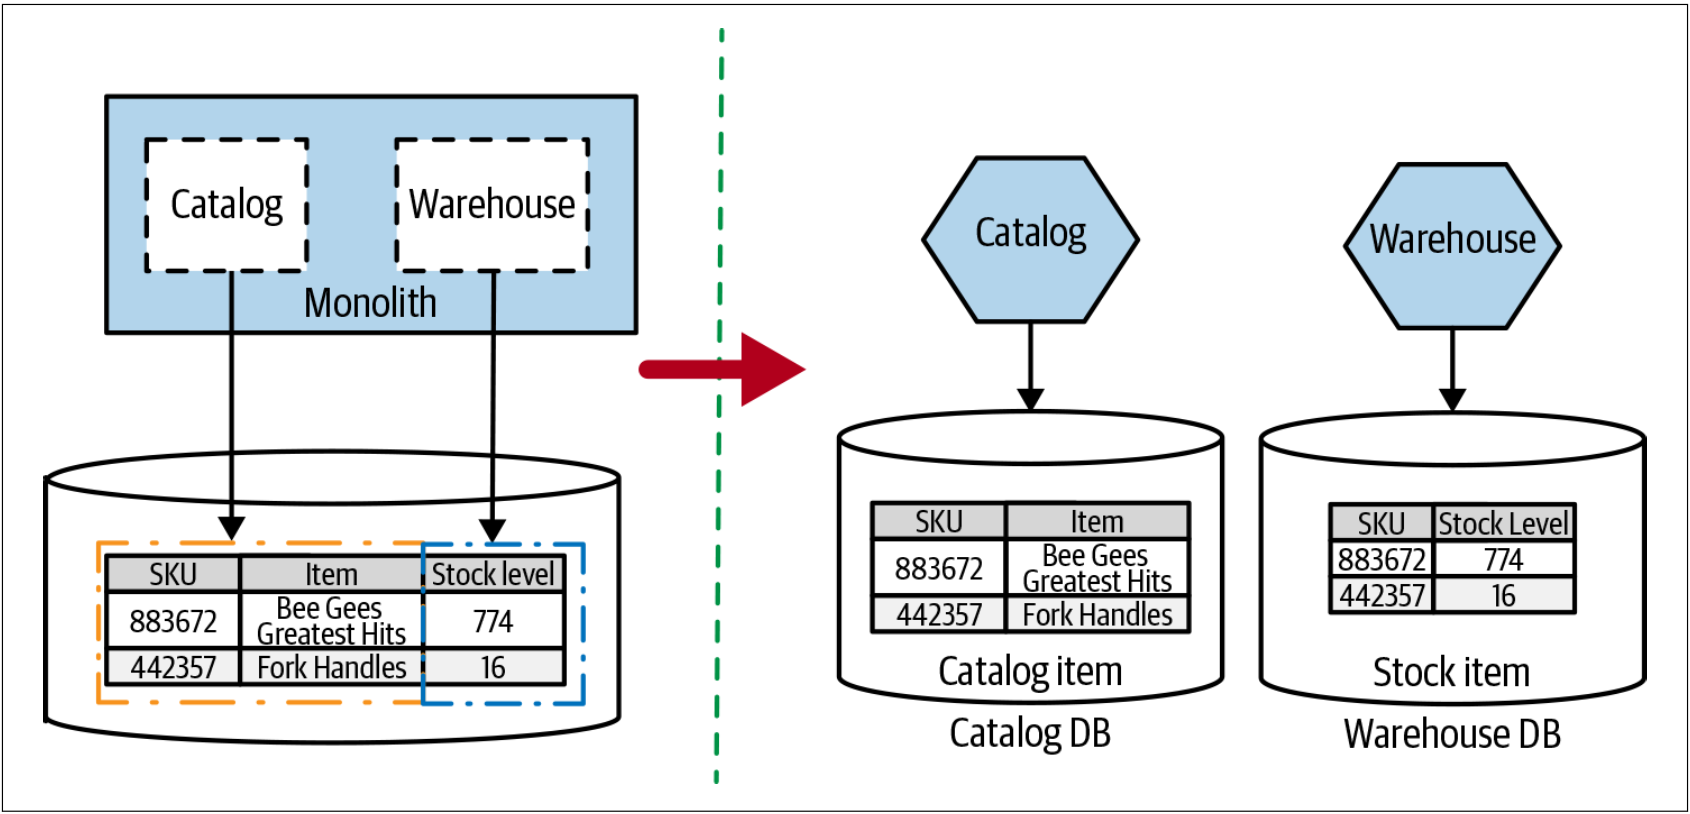 Catalog
Warehouse
Monolith
SKU Item Stock level
883672 Bee Gees Greatest Hits 774
442357 Fork Handles 16
Catalog
SKU Item
883672 Bee Gees Greatest Hits
442357 Fork Handles
Catalog item
Catalog DB
Warehouse
SKU Stock Level
883672 774
442357 16
Stock item
Warehouse DB